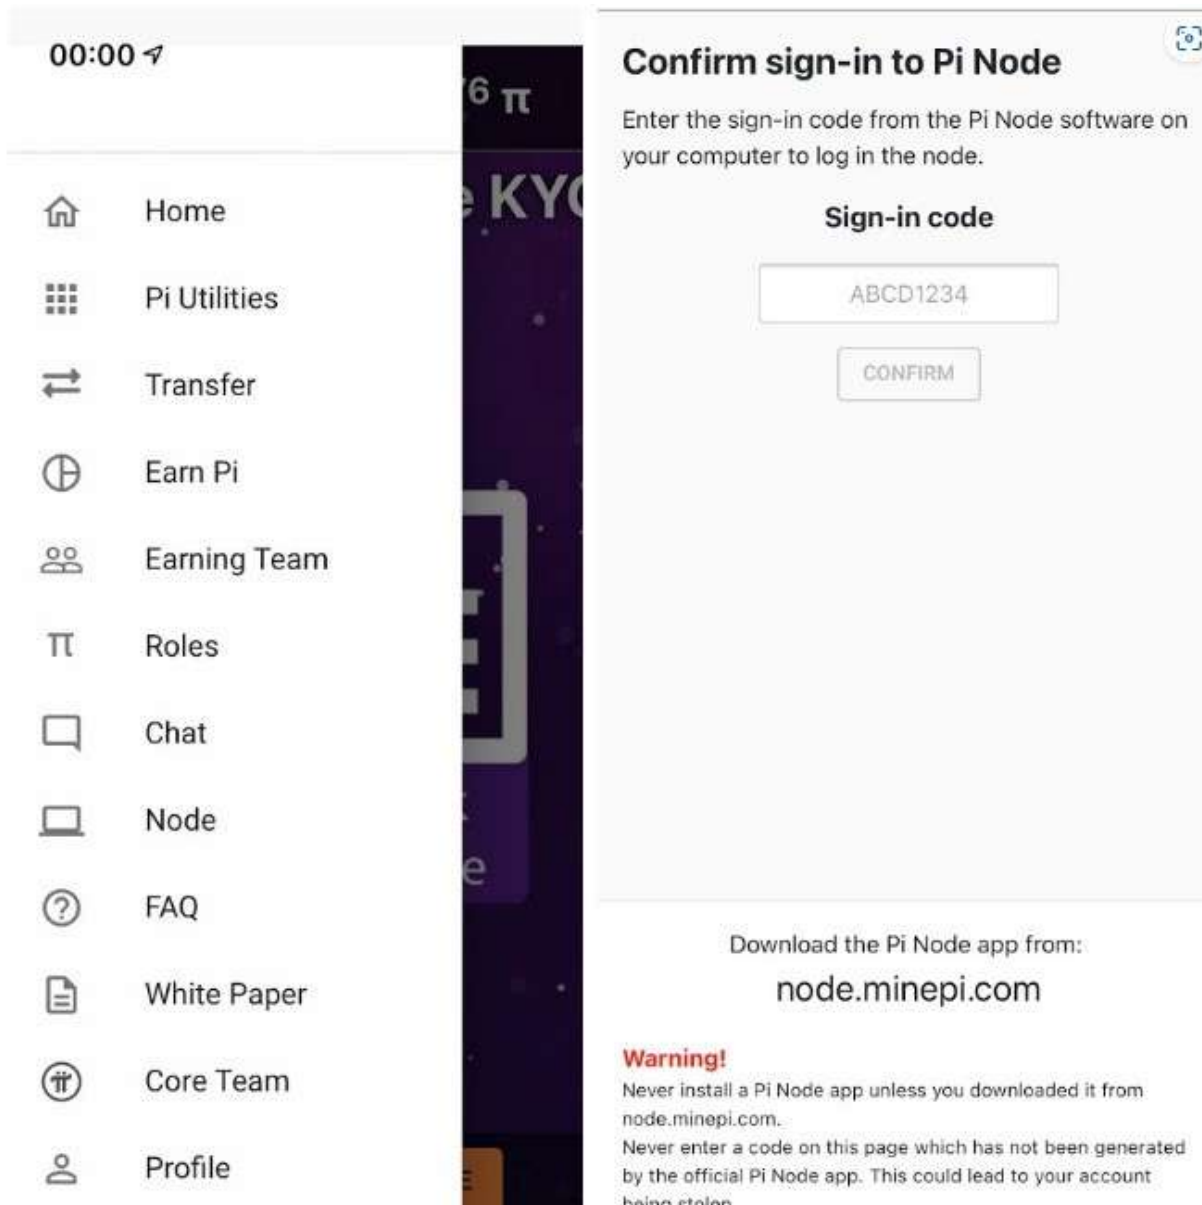 00:00
6 π
KY
Home
Pi Utilities
Transfer
Earn Pi
Earning Team
π Roles
Chat
Node
e
FAQ
White Paper
Core Team
Profile
Confirm sign-in to Pi Node
Enter the sign-in code from the Pi Node software on
your computer to log in the node.
Sign-in code
ABCD1234
CONFIRM
Download the Pi Node app from:
node.minepi.com
Warning!
Never install a Pi Node app unless you downloaded it from
node.minepi.com.
Never enter a code on this page which has not been generated
by the official Pi Node app. This could lead to your account
being stolen